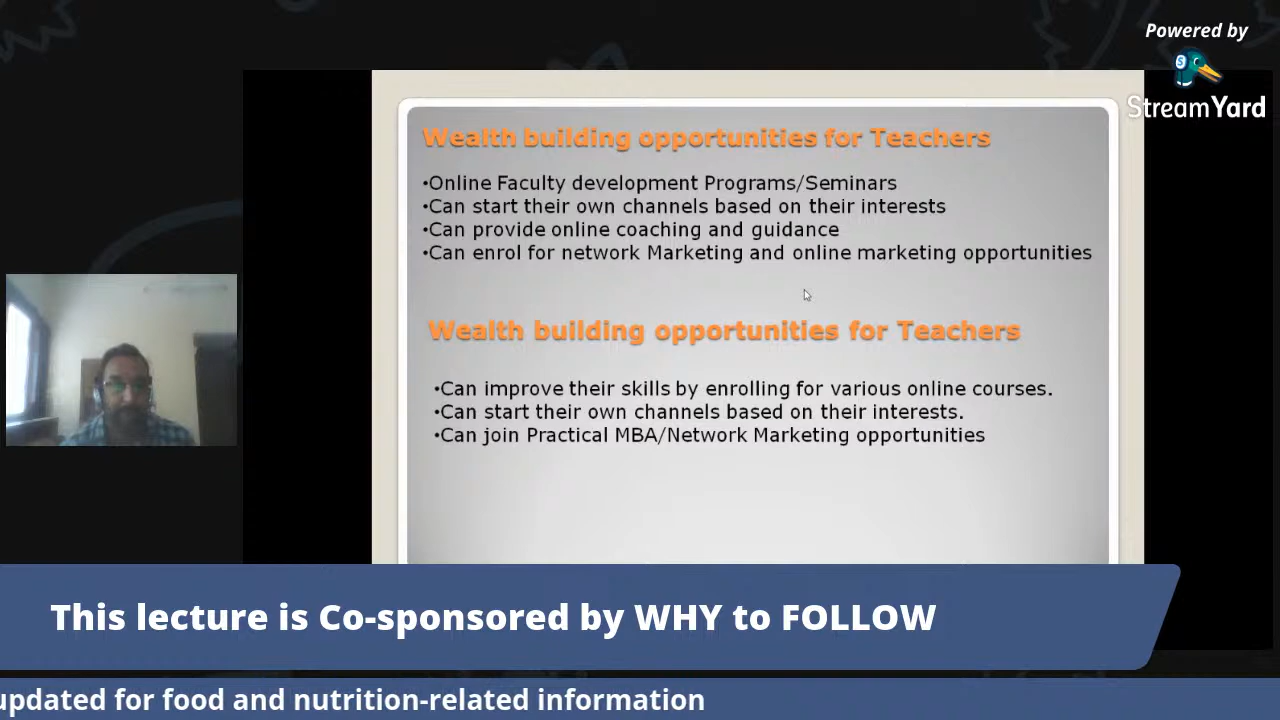 Powered by
StreamYard
Wealth building opportunities for Teachers
•Online Faculty development Programs/Seminars
•Can start their own channels based on their interests
•Can provide online coaching and guidance
•Can enrol for network Marketing and online marketing opportunities
Wealth building opportunities for Teachers
•Can improve their skills by enrolling for various online courses.
•Can start their own channels based on their interests.
•Can join Practical MBA/Network Marketing opportunities
This lecture is Co-sponsored by WHY to FOLLOW
updated for food and nutrition-related information